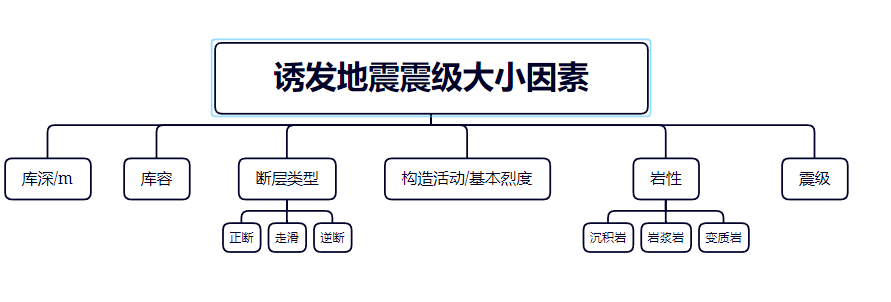 诱发地震震级大小因素
库深/m
库容
断层类型
构造活动/基本烈度
岩性
震级
正断
走滑
逆断
沉积岩
岩浆岩
变质岩